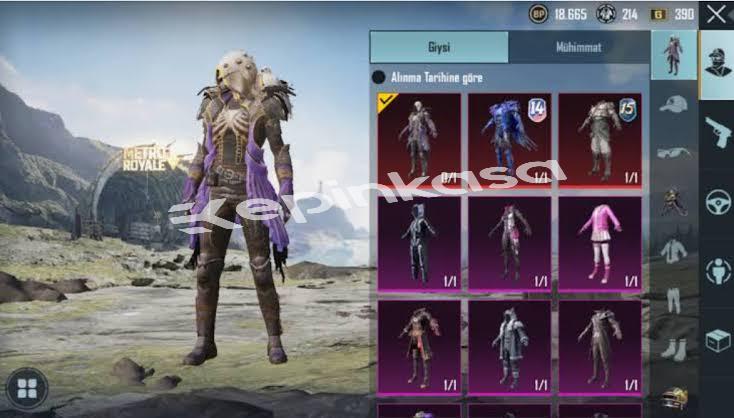 BP 18.665 214 G 390
Giysi Mühimmat
Alınma Tarihine göre
14 15
0/1 1/1 1/1
METRO
ROYALE
epinkasa
1/1 1/1 1/1
1/1 1/1 1/1